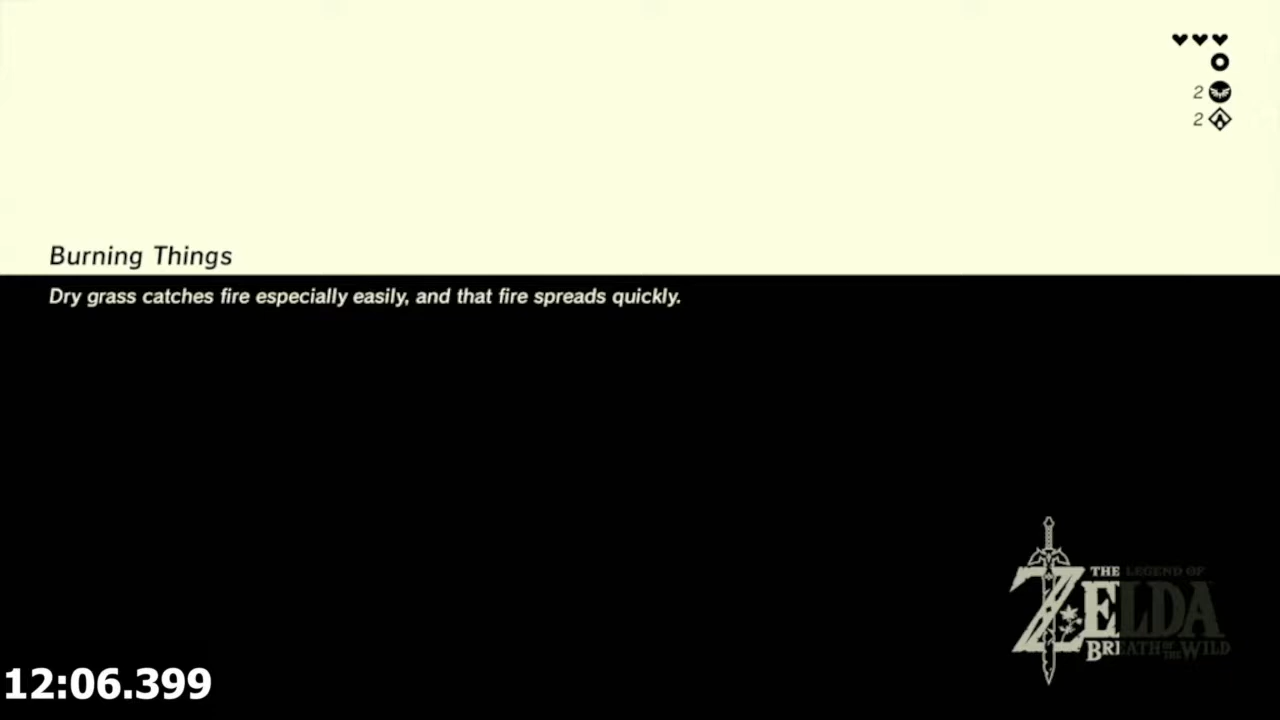 2
2
Burning Things
Dry grass catches fire especially easily, and that fire spreads quickly.
THE LEGEND OF
ZELDA
BREATH OF THE WILD
12:06.399